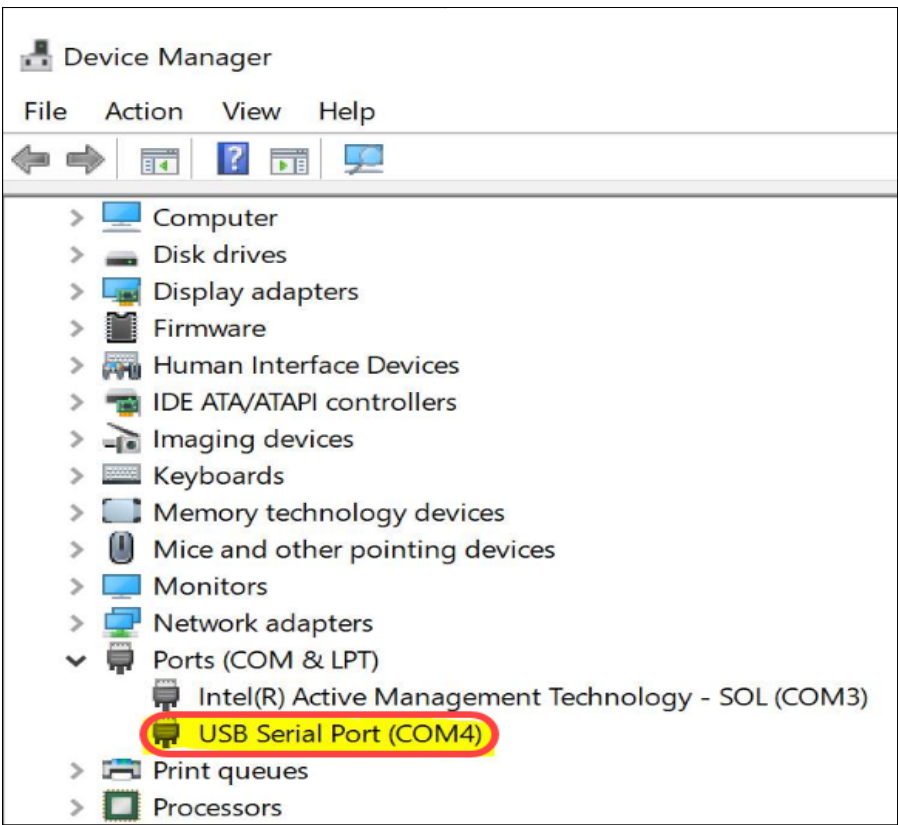 Device Manager
File Action View Help
?
Computer
Disk drives
Display adapters
Firmware
Human Interface Devices
IDE ATA/ATAPI controllers
Imaging devices
Keyboards
Memory technology devices
Mice and other pointing devices
Monitors
Network adapters
Ports (COM & LPT)
Intel(R) Active Management Technology - SOL (COM3)
USB Serial Port (COM4)
Print queues
Processors